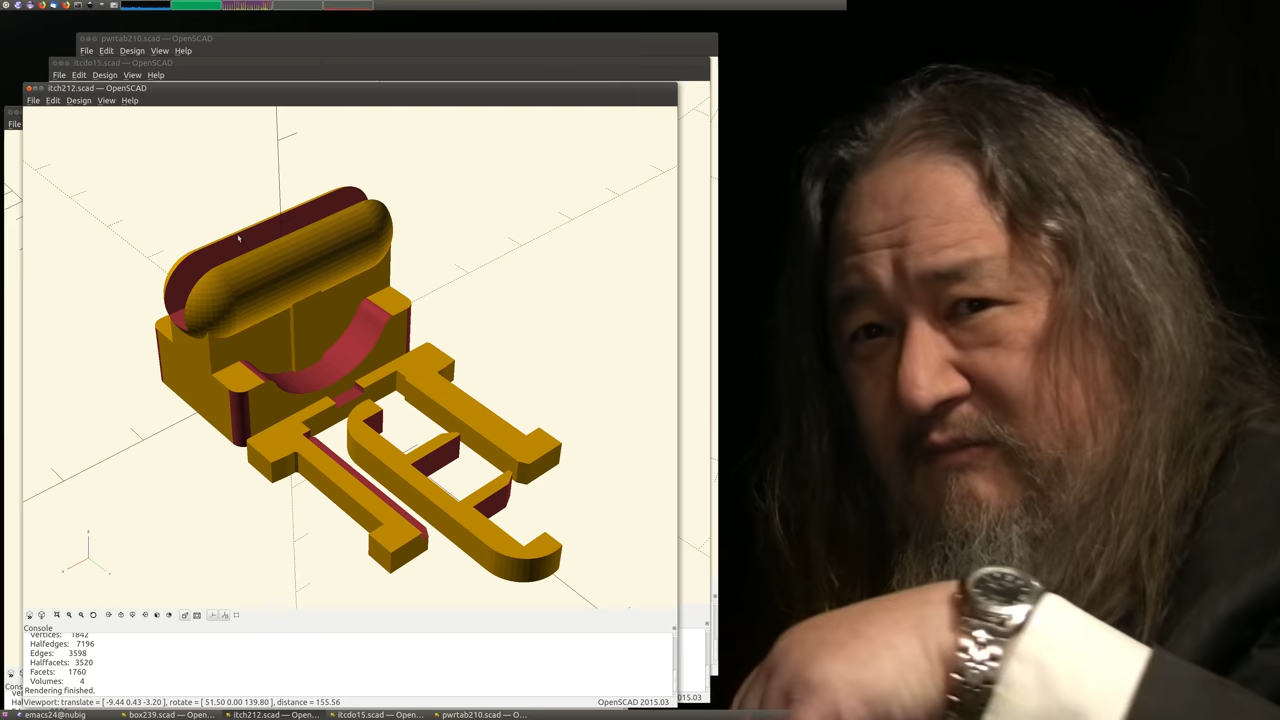 pwrtab210.scad — OpenSCAD
File Edit Design View Help
itcdo15.scad — OpenSCAD
File Edit Design View Help
itch212.scad — OpenSCAD
File Edit Design View Help
File
Console
Vertices: 1842
Halfedges: 7196
Edges: 3598
Halffacets: 3520
Facets: 1760
Volumes: 4
Rendering finished.
Viewport: translate = [ -9.44 0.43 -3.20 ], rotate = [ 51.50 0.00 139.80 ], distance = 155.56
OpenSCAD 2015.03
emacs24@nubig
box239.scad — Open...
itch212.scad — Open...
itcdo15.scad — Open...
pwrtab210.scad — O...